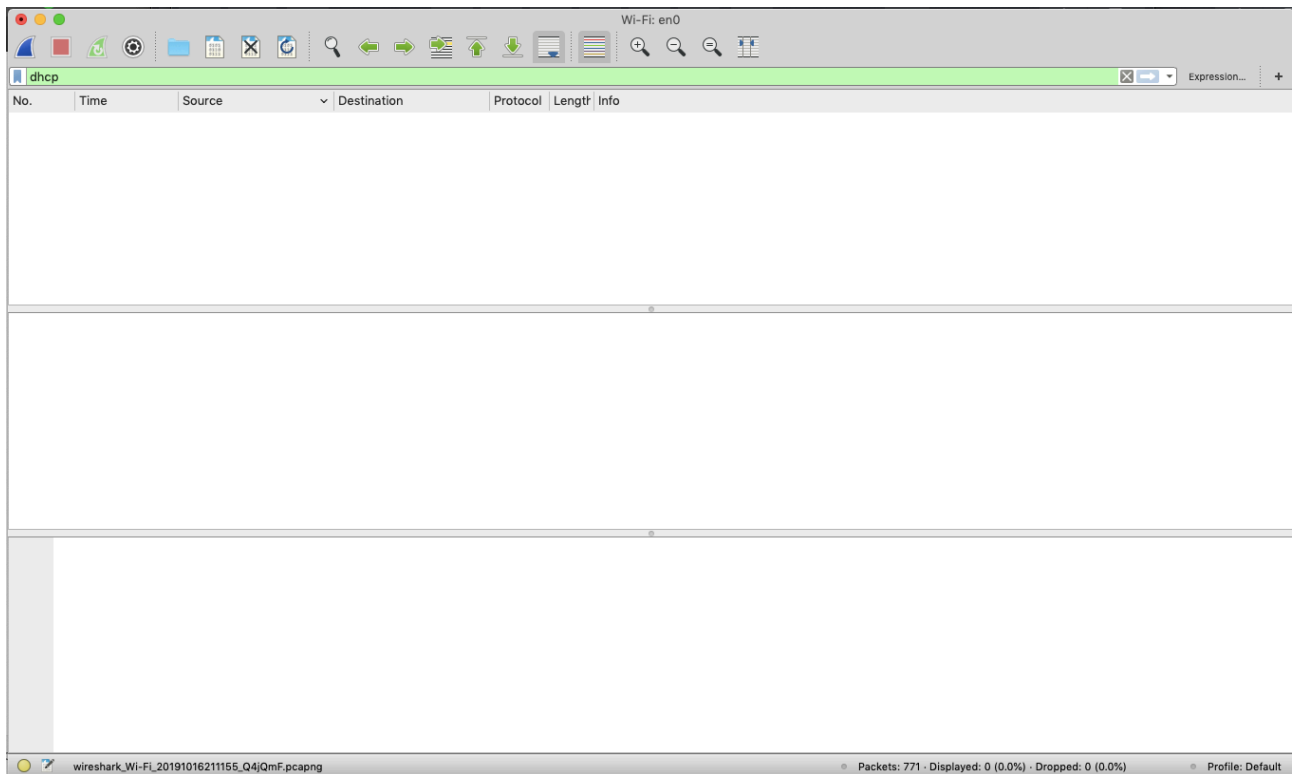 Wi-Fi: en0
dhcp Expression... +
No. Time Source Destination Protocol Length Info
wireshark_Wi-Fi_20191016211155_Q4jQmF.pcapng Packets: 771 · Displayed: 0 (0.0%) · Dropped: 0 (0.0%) Profile: Default